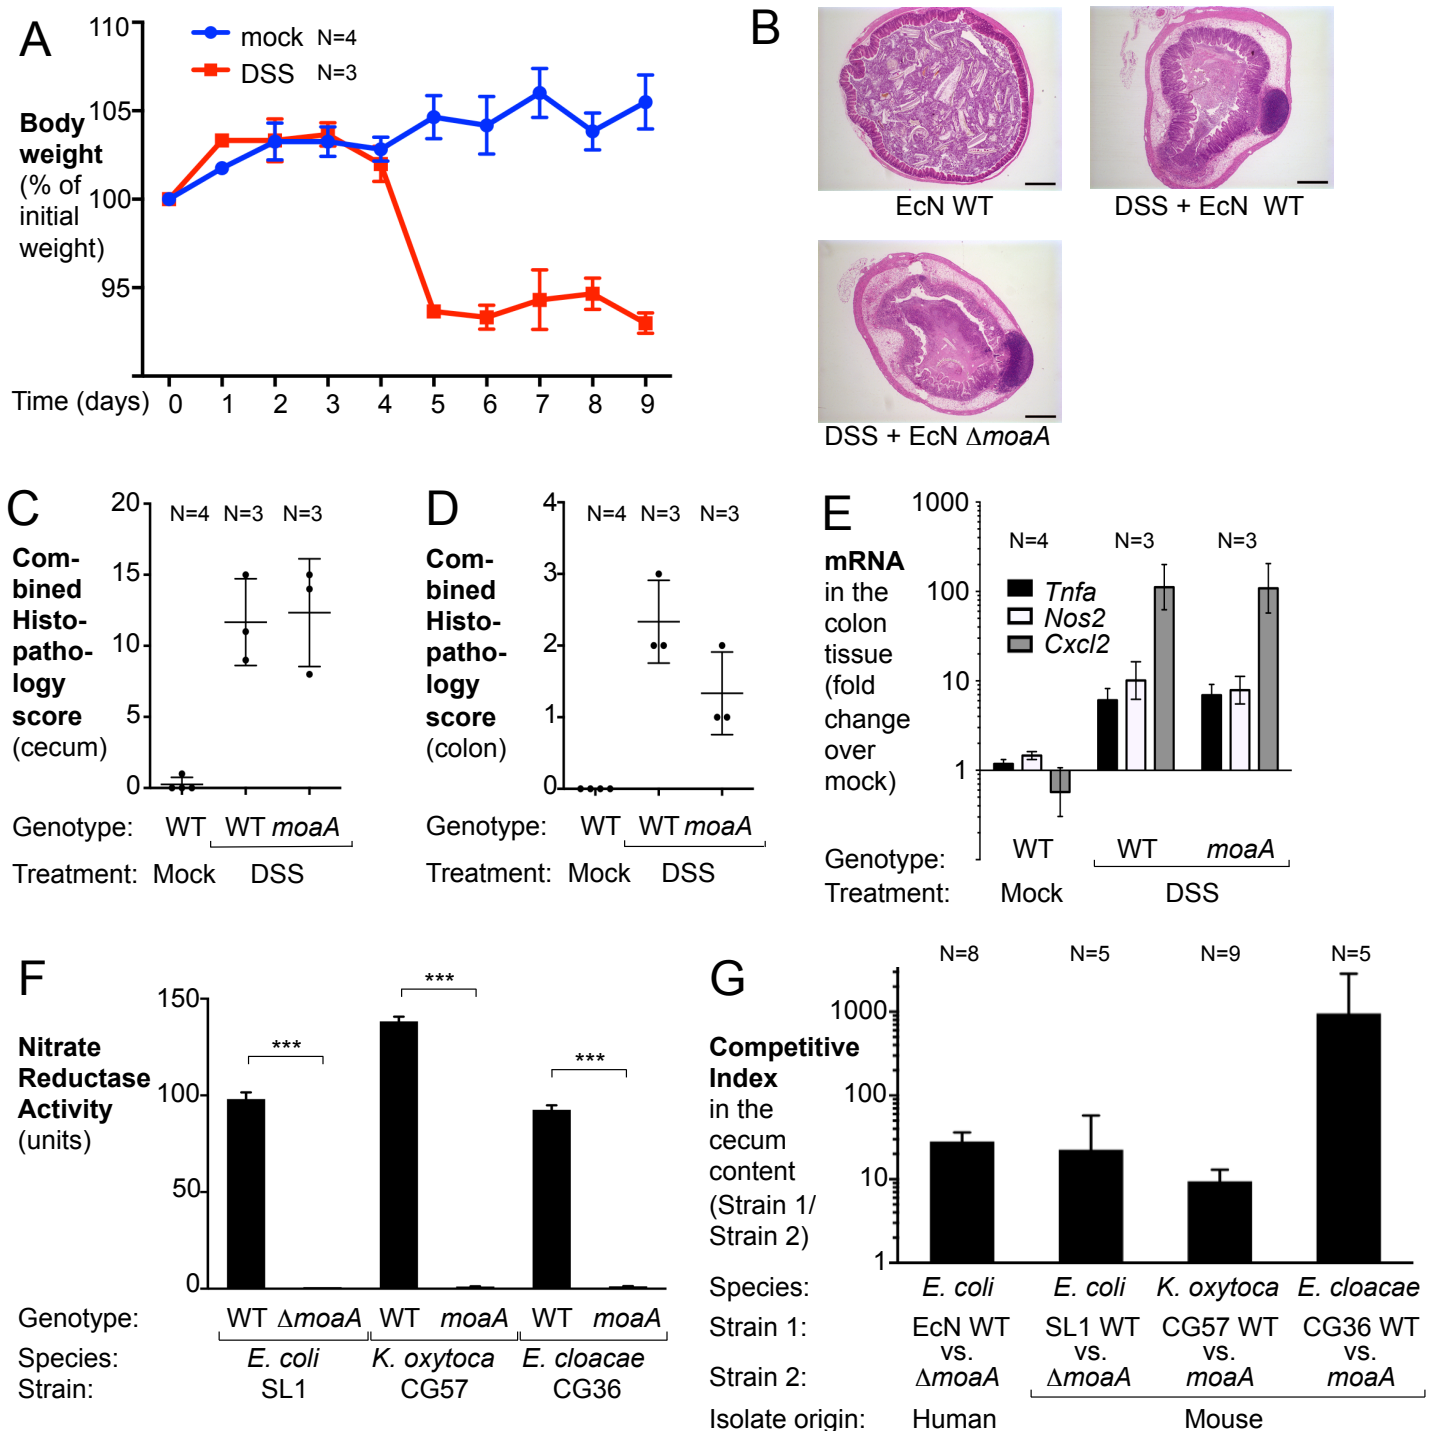 A
110
105
100
95
mock N=4
DSS N=3
Body
weight
(% of
initial
weight)
Time (days) 0 1 2 3 4 5 6 7 8 9
B
EcN WT
DSS + EcN WT
DSS + EcN ΔmoaA
C
20
15
10
5
0
N=4 N=3 N=3
Com-
bined
Histo-
patho-
logy
score
(cecum)
Genotype: WT WT moaA
Treatment: Mock DSS
D
4
3
2
1
0
N=4 N=3 N=3
Com-
bined
Histo-
patho-
logy
score
(colon)
Genotype: WT WT moaA
Treatment: Mock DSS
E
1000
100
10
1
N=4 N=3 N=3
mRNA
in the
colon
tissue
(fold
change
over
mock)
Tnfa
Nos2
Cxcl2
Genotype: WT WT moaA
Treatment: Mock DSS
F
150
100
50
0
*** *** ***
Nitrate
Reductase
Activity
(units)
Genotype: WT ΔmoaA WT moaA WT moaA
Species: E. coli K. oxytoca E. cloacae
Strain: SL1 CG57 CG36
G
N=8 N=5 N=9 N=5
1000
100
10
1
Competitive
Index
in the
cecum
content
(Strain 1/
Strain 2)
Species: E. coli E. coli K. oxytoca E. cloacae
Strain 1: EcN WT SL1 WT CG57 WT CG36 WT
vs. vs. vs. vs.
Strain 2: ΔmoaA ΔmoaA moaA moaA
Isolate origin: Human Mouse